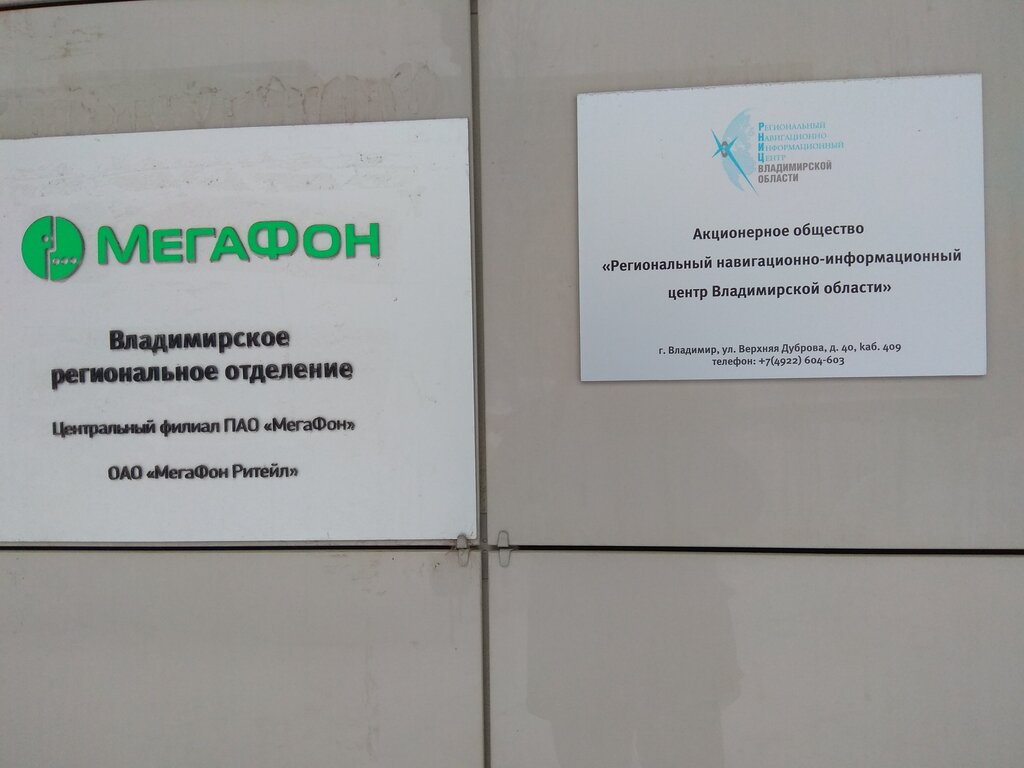 МЕГАФОН
Владимирское
региональное отделение
Центральный филиал ПАО «МегаФон»
ОАО «МегаФон Ритейл»
РЕГИОНАЛЬНЫЙ
НАВИГАЦИОННО
ИНФОРМАЦИОННЫЙ
ЦЕНТР
ВЛАДИМИРСКОЙ
ОБЛАСТИ
Акционерное общество
«Региональный навигационно-информационный
центр Владимирской области»
г. Владимир, ул. Верхняя Дуброва, д. 40, каб. 409
телефон: +7(4922) 604-603